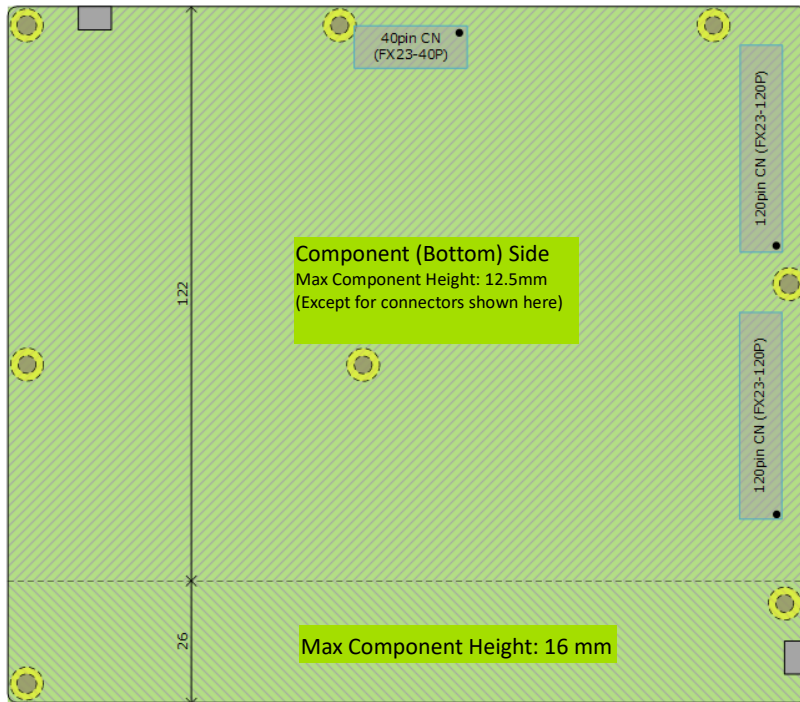 40pin CN
(FX23-40P)
120pin CN (FX23-120P)
Component (Bottom) Side
Max Component Height: 12.5mm
(Except for connectors shown here)
122
120pin CN (FX23-120P)
26
Max Component Height: 16 mm